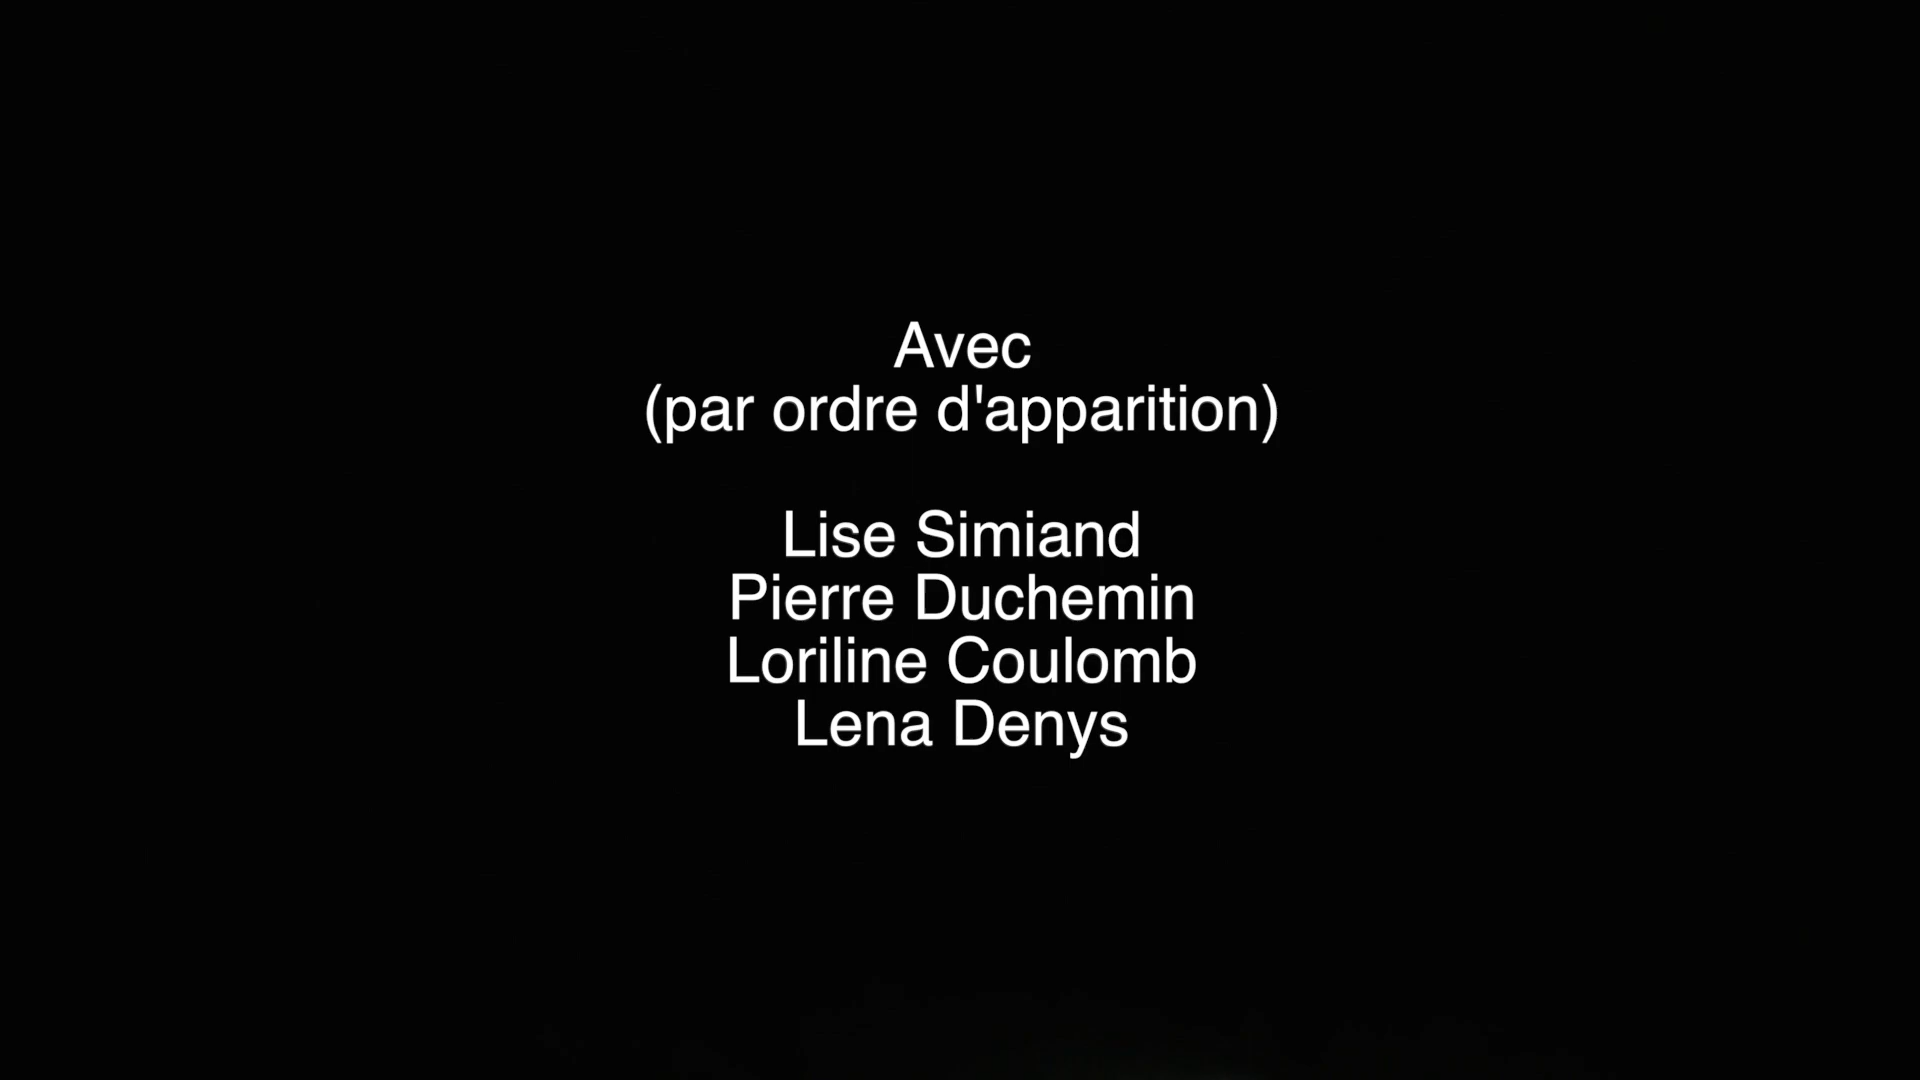 Avec
(par ordre d'apparition)
Lise Simiand
Pierre Duchemin
Loriline Coulomb
Lena Denys